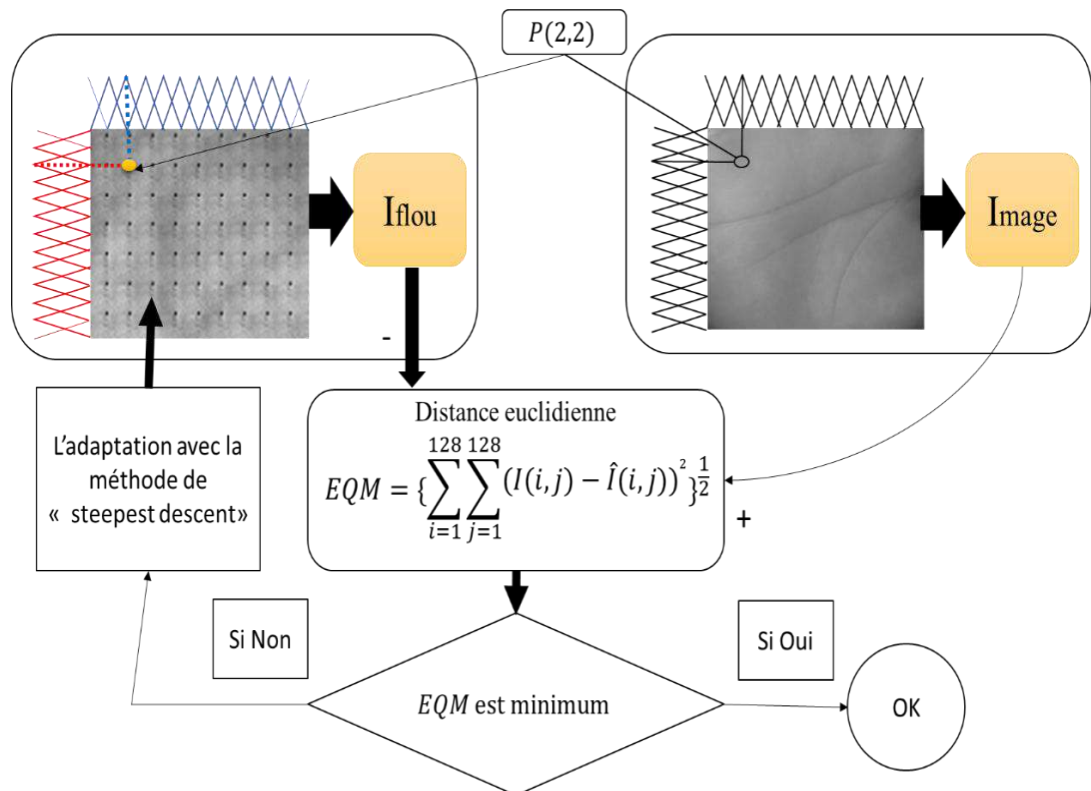 P(2,2)
Iflou
Image
-
Distance euclidienne
EQM = {∑_{i=1}^{128} ∑_{j=1}^{128} (I(i,j) − Î(i,j))²}^{1/2}
+
L'adaptation avec la
méthode de
« steepest descent»
Si Non
Si Oui
EQM est minimum
OK